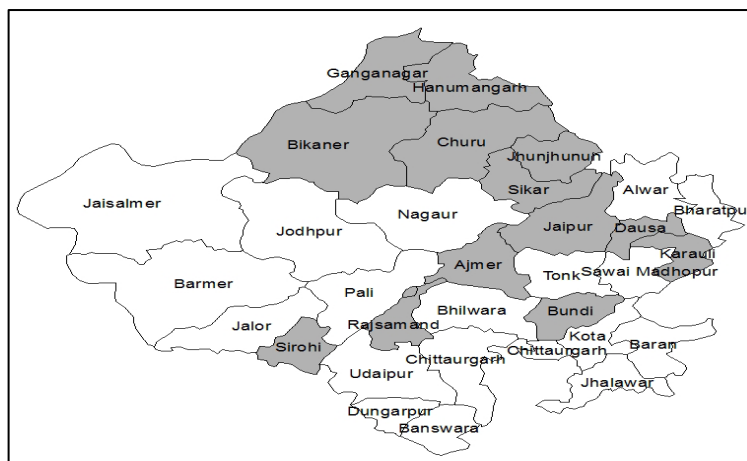 Ganganagar
Hanumangarh
Bikaner
Churu
Jhunjhunun
Sikar
Alwar
Jaisalmer
Nagaur
Bharatpur
Jodhpur
Jaipur
Dausa
Karauli
Ajmer
Tonk
Sawai Madhopur
Barmer
Pali
Bhilwara
Bundi
Jalor
Rajsamand
Kota
Sirohi
Chittaurgarh
Chittaurgarh
Baran
Udaipur
Jhalawar
Dungarpur
Banswara